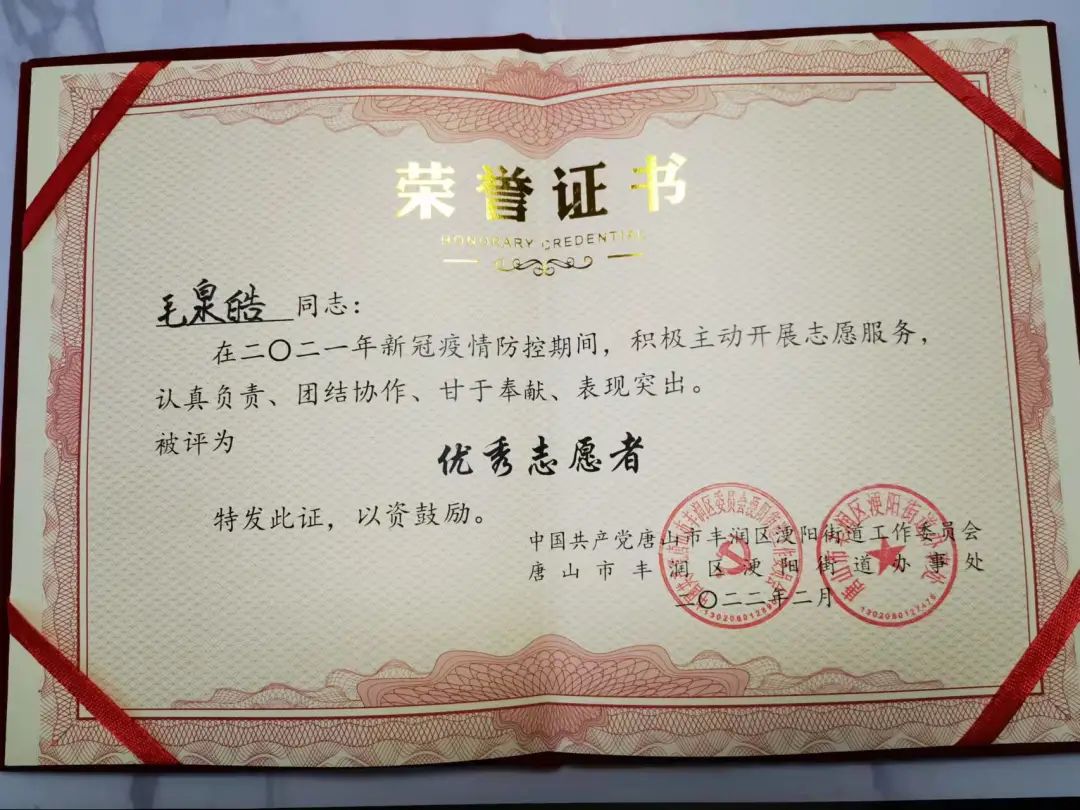 荣誉证书
HONORARY CREDENTIAL
毛泉皓 同志：
在二〇二一年新冠疫情防控期间，积极主动开展志愿服务，
认真负责、团结协作、甘于奉献、表现突出。
被评为
优秀志愿者
特发此证，以资鼓励。
中国共产党唐山市丰润区浭阳街道工作委员会
唐山市丰润区浭阳街道办事处
二〇二二年二月
1302080127476